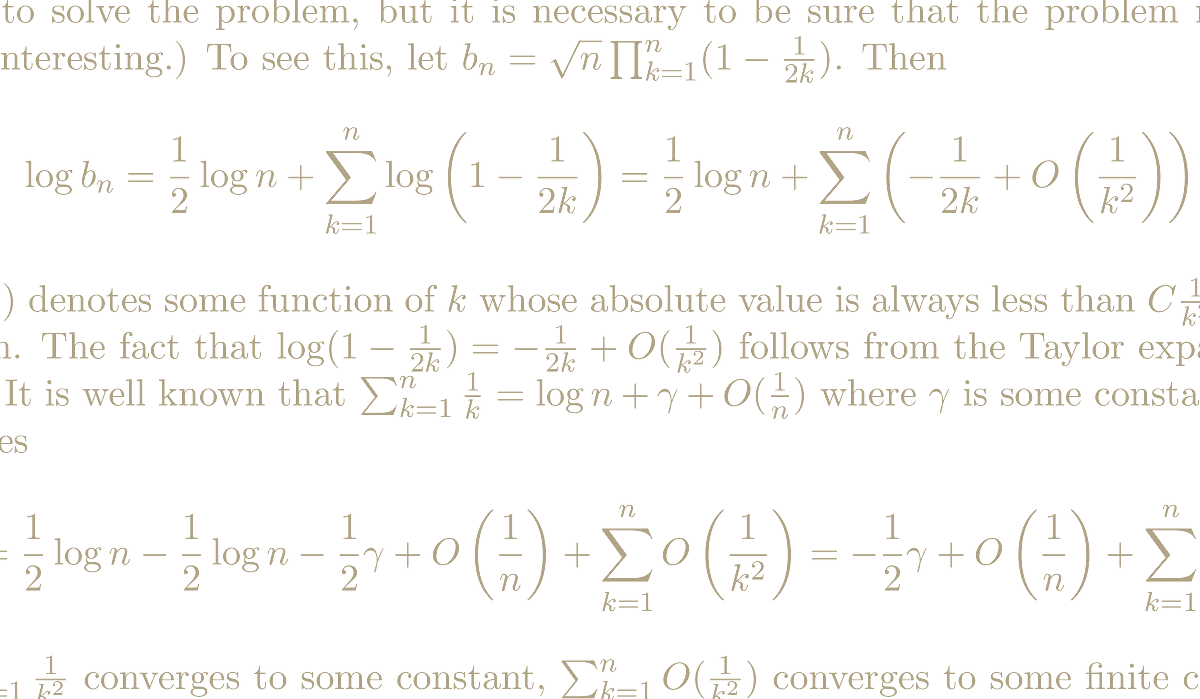 to solve the problem, but it is necessary to be sure that the problem
nteresting.) To see this, let $b_n = \sqrt{n} \prod_{k=1}^{n} (1 - \frac{1}{2k})$. Then
$\log b_n = \frac{1}{2} \log n + \sum_{k=1}^{n} \log \left(1 - \frac{1}{2k}\right) = \frac{1}{2} \log n + \sum_{k=1}^{n} \left(-\frac{1}{2k} + O\left(\frac{1}{k^2}\right)\right)$
) denotes some function of $k$ whose absolute value is always less than $C\frac{1}{k^2}$
n. The fact that $\log(1 - \frac{1}{2k}) = -\frac{1}{2k} + O(\frac{1}{k^2})$ follows from the Taylor expa
It is well known that $\sum_{k=1}^{n} \frac{1}{k} = \log n + \gamma + O(\frac{1}{n})$ where $\gamma$ is some consta
es
$= \frac{1}{2} \log n - \frac{1}{2} \log n - \frac{1}{2}\gamma + O\left(\frac{1}{n}\right) + \sum_{k=1}^{n} O\left(\frac{1}{k^2}\right) = -\frac{1}{2}\gamma + O\left(\frac{1}{n}\right) + \sum_{k=1}^{n}$
$_{=1} \frac{1}{k^2}$ converges to some constant, $\sum_{k=1}^{n} O(\frac{1}{k^2})$ converges to some finite c